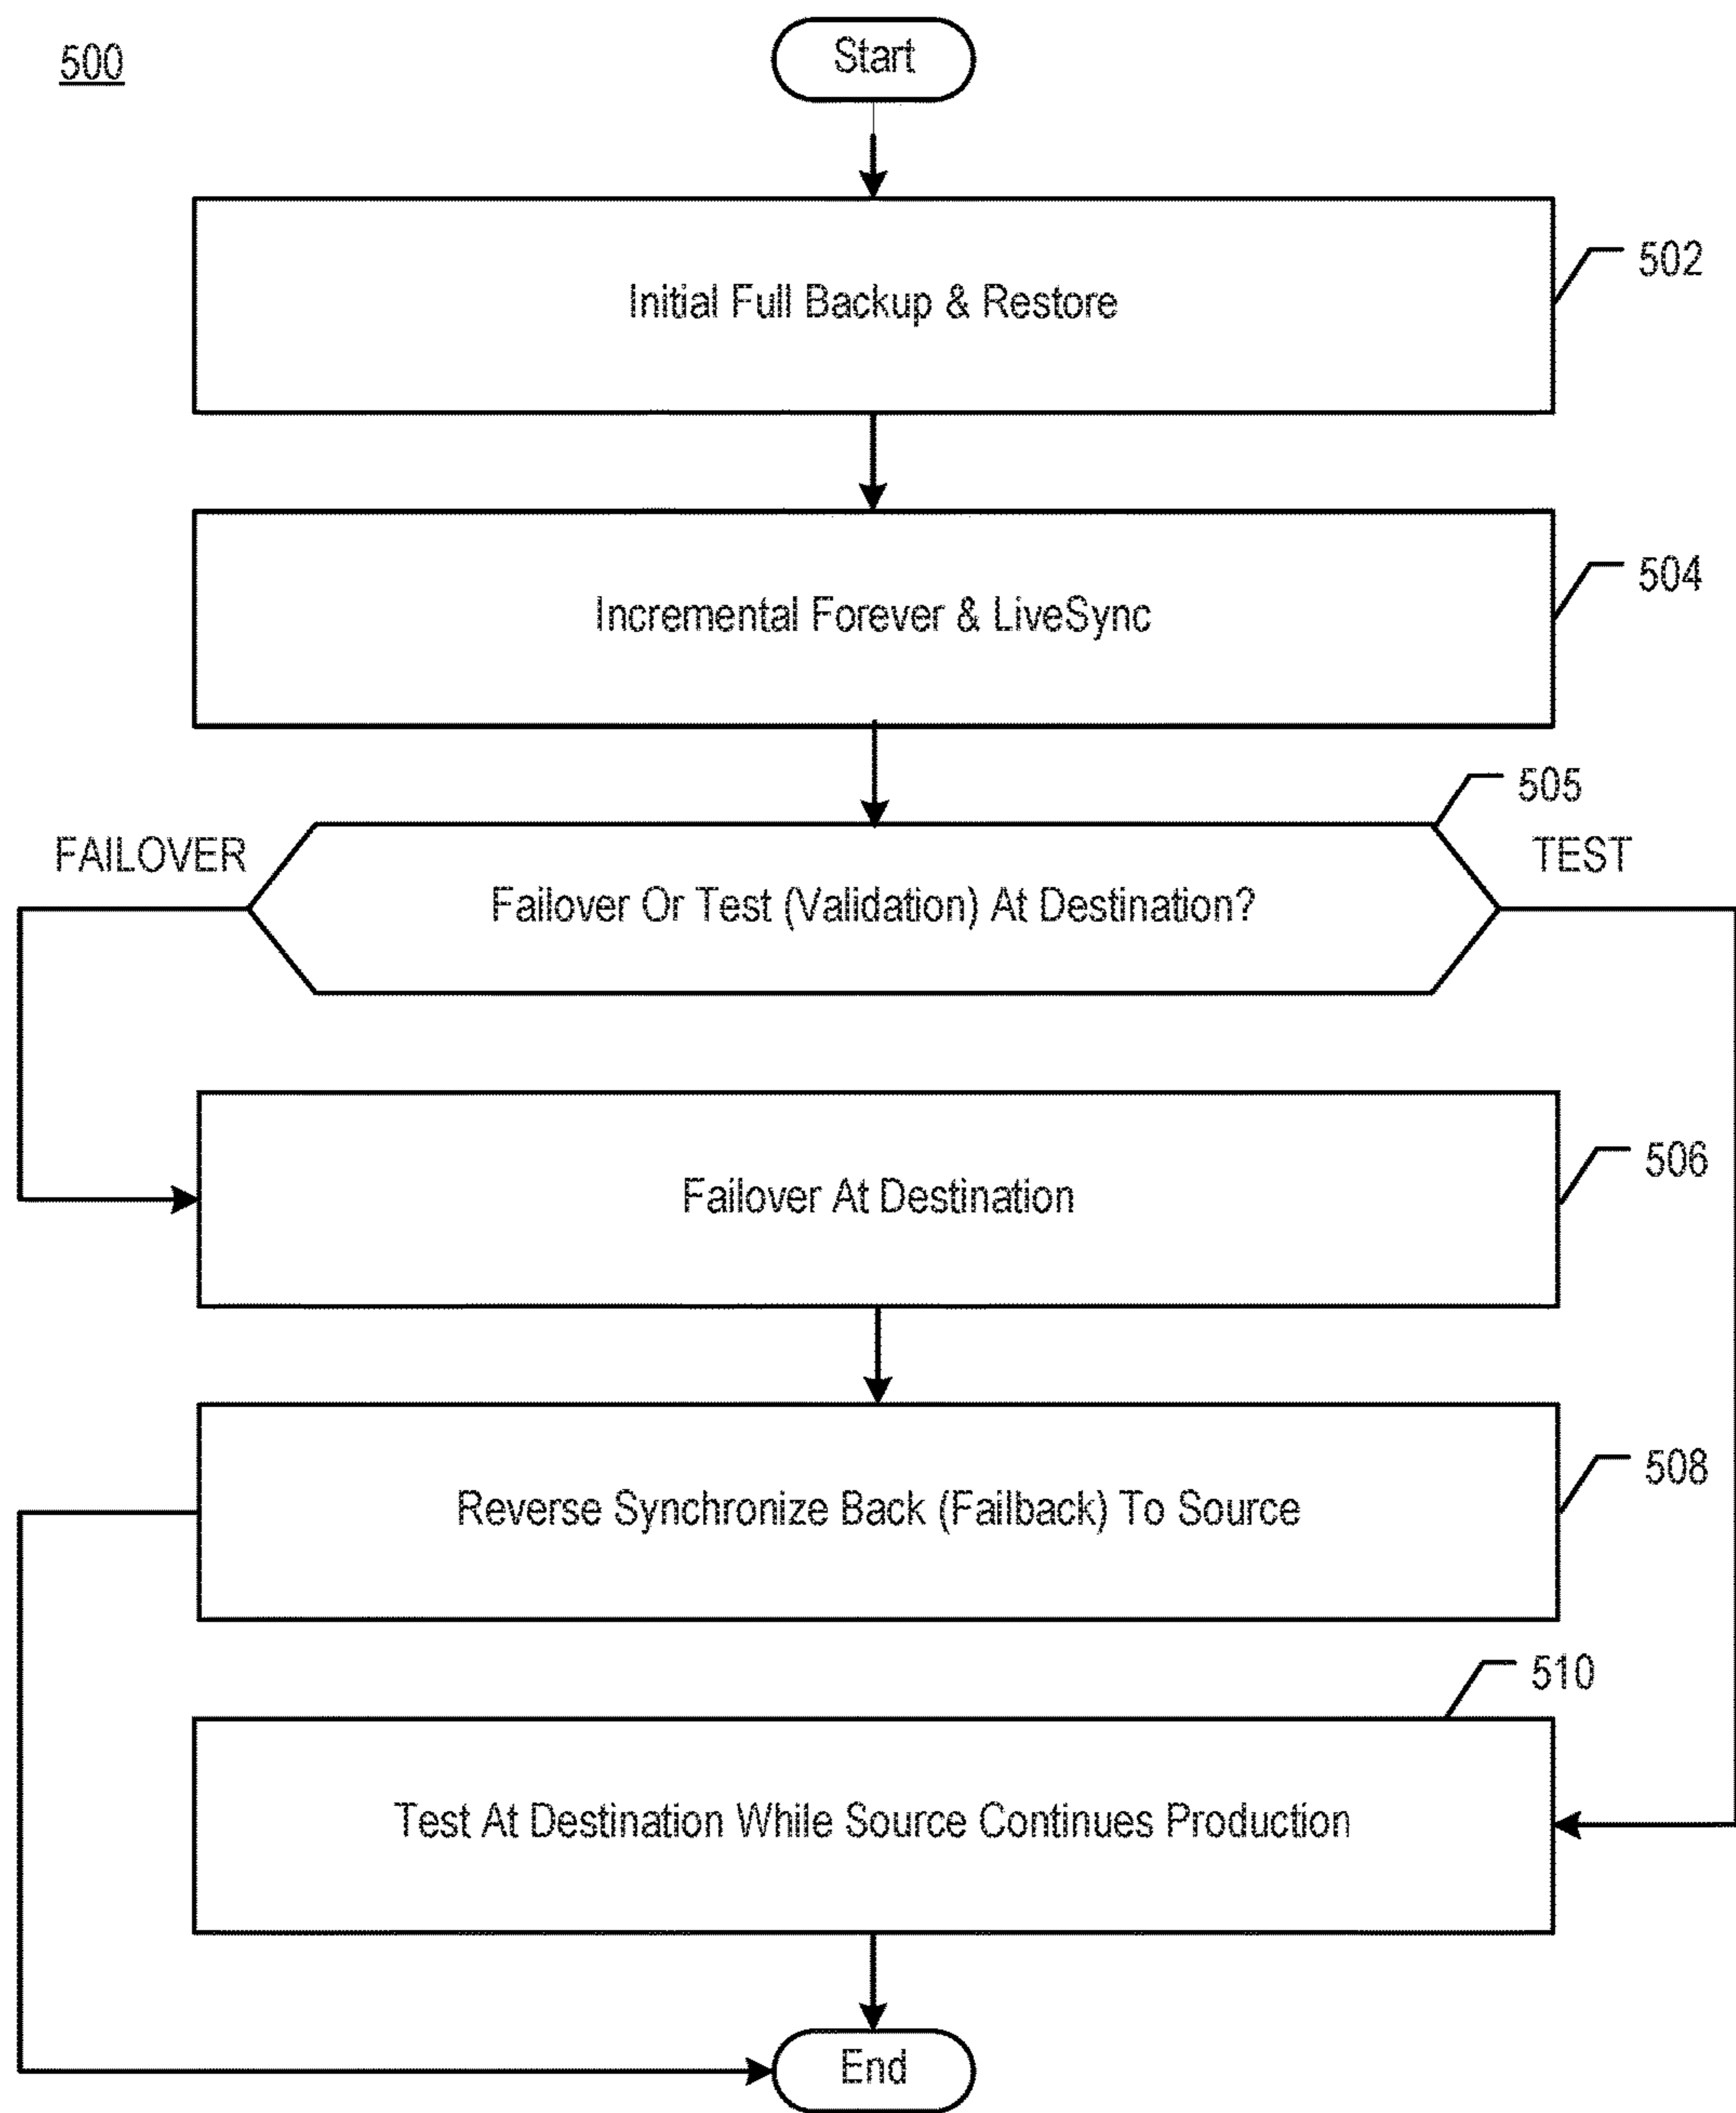 500
Start
Initial Full Backup & Restore
502
Incremental Forever & LiveSync
504
505
FAILOVER
TEST
Failover Or Test (Validation) At Destination?
Failover At Destination
506
Reverse Synchronize Back (Failback) To Source
508
510
Test At Destination While Source Continues Production
End